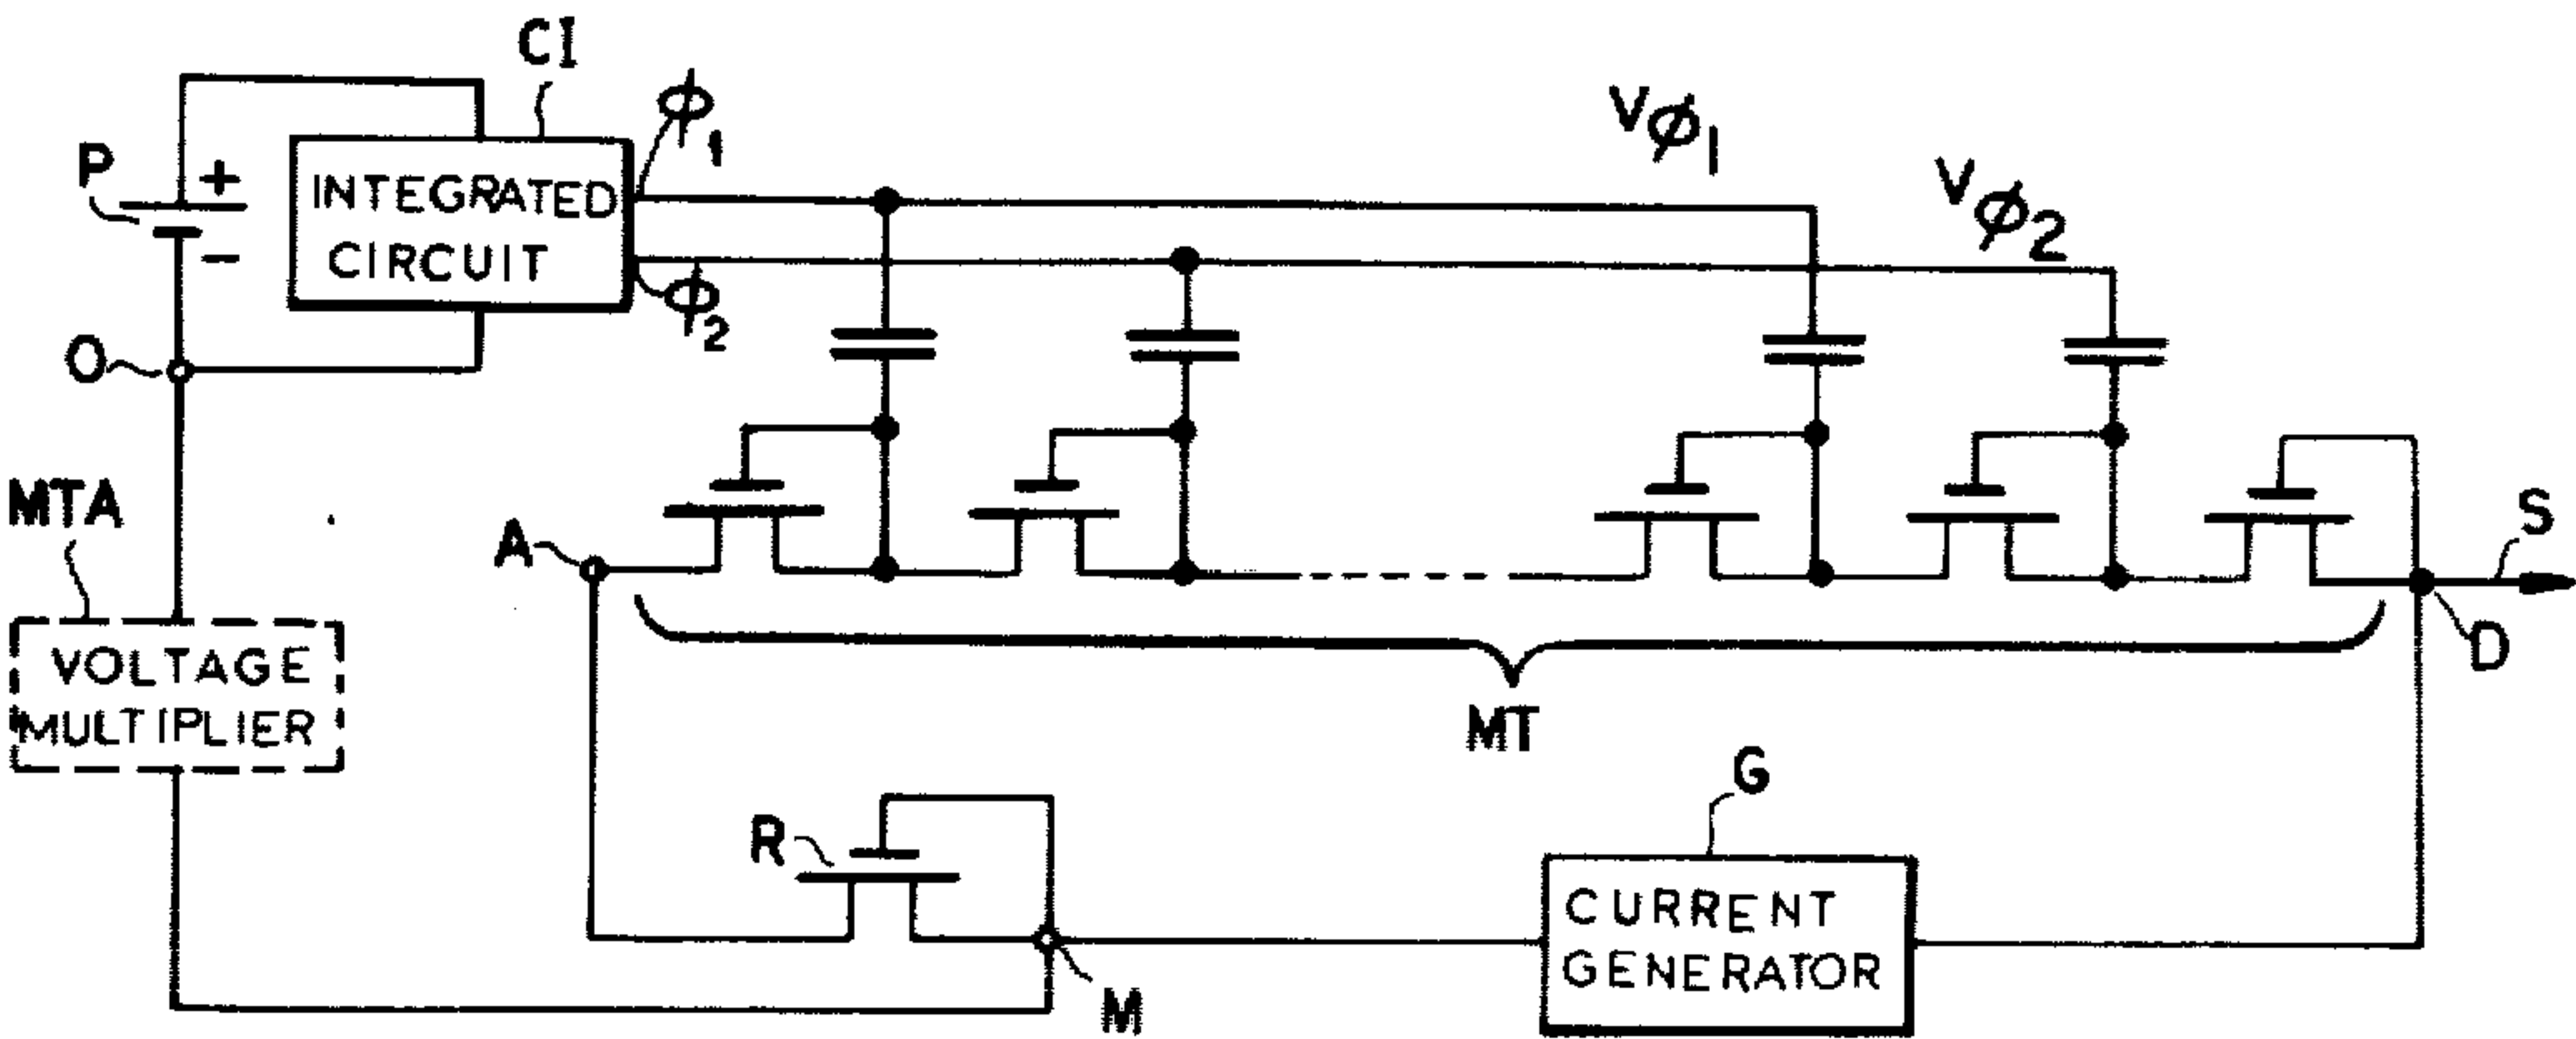 CI
ϕ1
Vϕ1
P
+
INTEGRATED
CIRCUIT
Vϕ2
-
ϕ2
O
MTA
A
S
VOLTAGE
MULTIPLIER
D
MT
G
R
CURRENT
GENERATOR
M